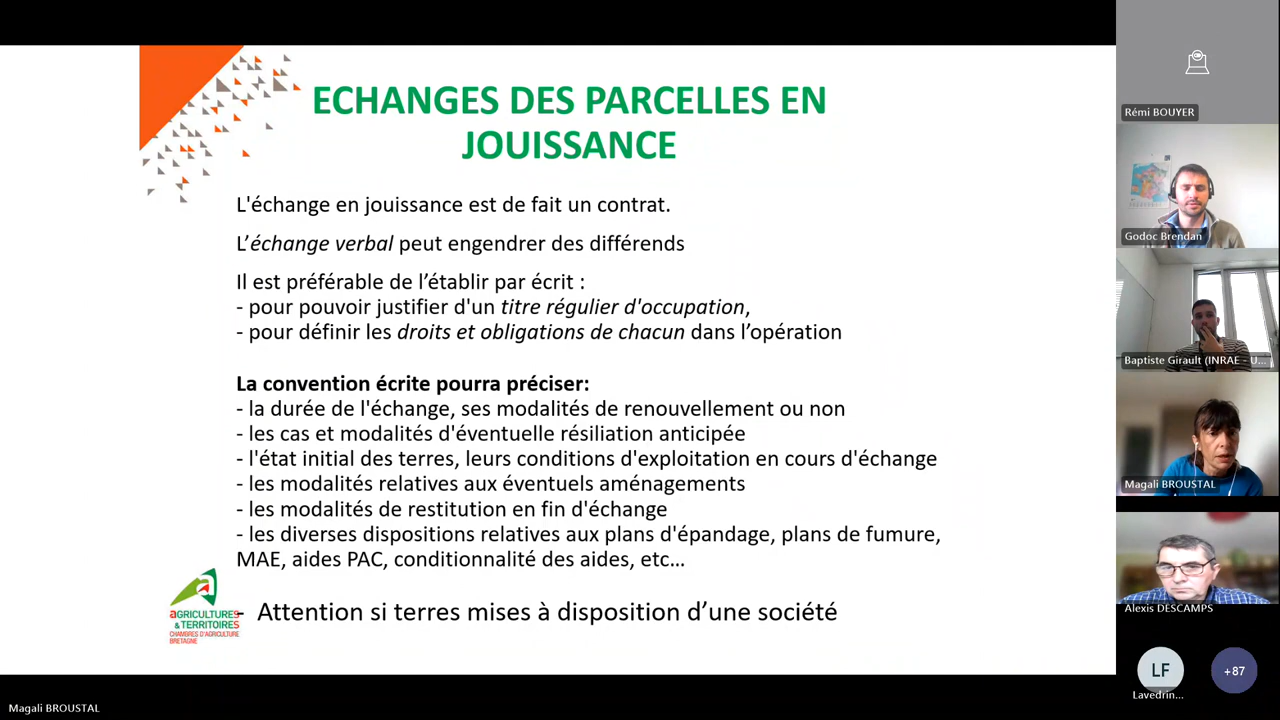 ECHANGES DES PARCELLES EN
JOUISSANCE
L'échange en jouissance est de fait un contrat.
L’échange verbal peut engendrer des différends
Il est préférable de l’établir par écrit :
- pour pouvoir justifier d'un titre régulier d'occupation,
- pour définir les droits et obligations de chacun dans l’opération
La convention écrite pourra préciser:
- la durée de l'échange, ses modalités de renouvellement ou non
- les cas et modalités d'éventuelle résiliation anticipée
- l'état initial des terres, leurs conditions d'exploitation en cours d'échange
- les modalités relatives aux éventuels aménagements
- les modalités de restitution en fin d'échange
- les diverses dispositions relatives aux plans d'épandage, plans de fumure,
MAE, aides PAC, conditionnalité des aides, etc…
- Attention si terres mises à disposition d’une société
AGRICULTURES
& TERRITOIRES
CHAMBRES D'AGRICULTURE
BRETAGNE
Magali BROUSTAL
Rémi BOUYER
Godoc Brendan
Baptiste Girault (INRAE - U...
Magali BROUSTAL
Alexis DESCAMPS
LF
Lavedrin...
+87